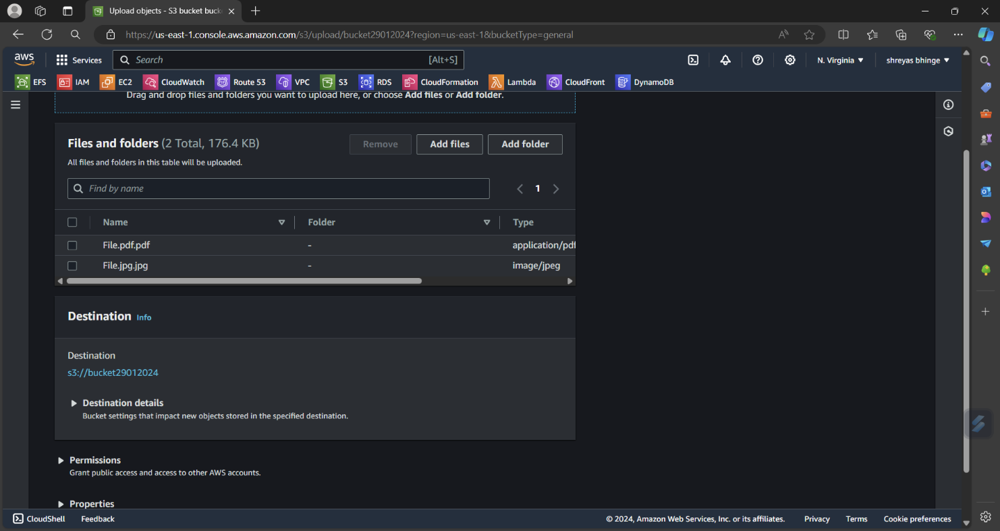 Upload objects - S3 bucket buck
https://us-east-1.console.aws.amazon.com/s3/upload/bucket29012024?region=us-east-1&bucketType=general
aws Services Search [Alt+S] N. Virginia shreyas bhinge
EFS IAM EC2 CloudWatch Route 53 VPC S3 RDS CloudFormation Lambda CloudFront DynamoDB
Drag and drop files and folders you want to upload here, or choose Add files or Add folder.
Files and folders (2 Total, 176.4 KB) Remove Add files Add folder
All files and folders in this table will be uploaded.
Find by name 1
Name Folder Type
File.pdf.pdf - application/pdf
File.jpg.jpg - image/jpeg
Destination Info
Destination
s3://bucket29012024
Destination details
Bucket settings that impact new objects stored in the specified destination.
Permissions
Grant public access and access to other AWS accounts.
Properties
CloudShell Feedback © 2024, Amazon Web Services, Inc. or its affiliates. Privacy Terms Cookie preferences